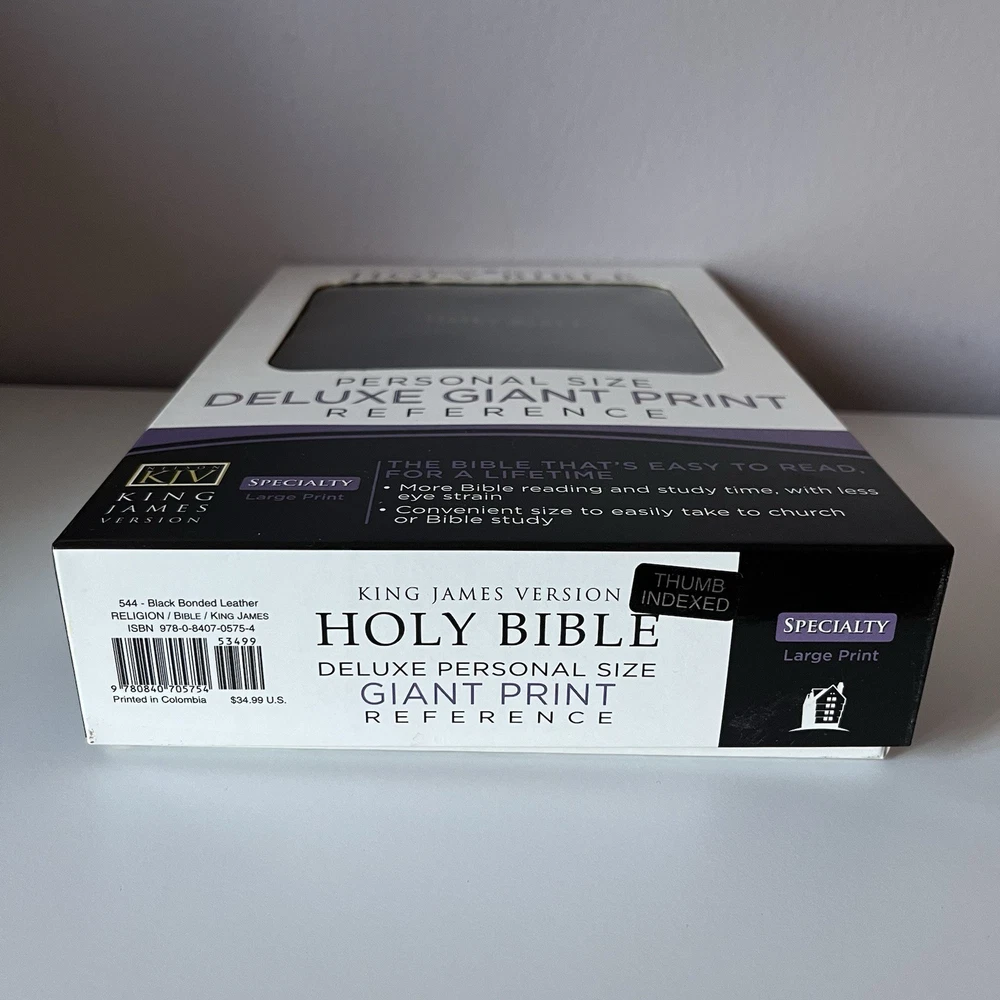 HOLY BIBLE
PERSONAL SIZE
DELUXE GIANT PRINT
REFERENCE
KJV
KING
JAMES
VERSION
SPECIALTY
Large Print
THE BIBLE THAT'S EASY TO READ,
FOR A LIFETIME
• More Bible reading and study time, with less
eye strain
• Convenient size to easily take to church
or Bible study
544 - Black Bonded Leather
RELIGION / BIBLE / KING JAMES
ISBN 978-0-8407-0575-4
53499
9 780840 705754
Printed in Colombia $34.99 U.S.
KING JAMES VERSION
HOLY BIBLE
DELUXE PERSONAL SIZE
GIANT PRINT
REFERENCE
THUMB
INDEXED
SPECIALTY
Large Print